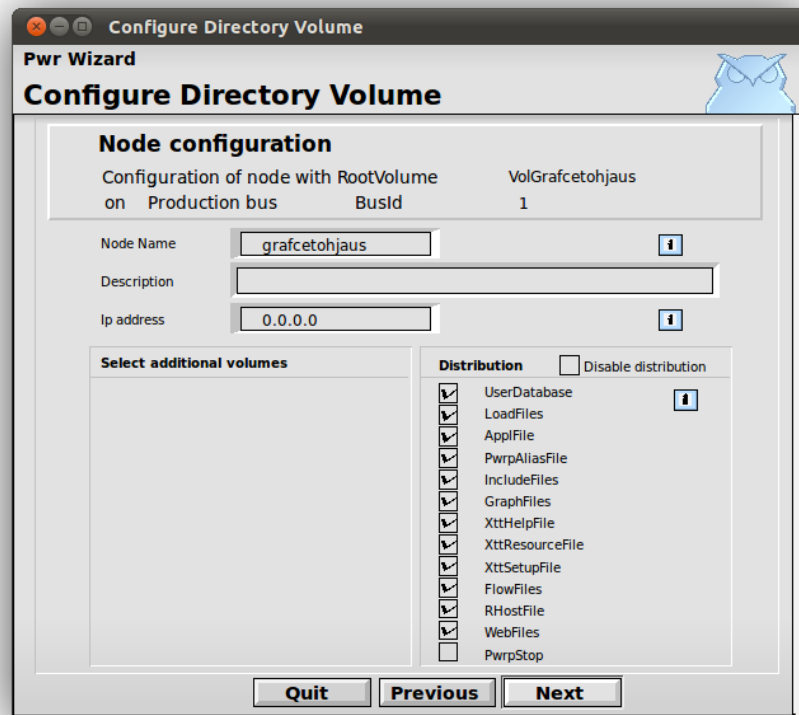 Configure Directory Volume
Pwr Wizard
Configure Directory Volume
Node configuration
Configuration of node with RootVolume VolGrafcetohjaus
on Production bus BusId 1
Node Name grafcetohjaus i
Description
Ip address 0.0.0.0 i
Select additional volumes
Distribution Disable distribution
UserDatabase i
LoadFiles
ApplFile
PwrpAliasFile
IncludeFiles
GraphFiles
XttHelpFile
XttResourceFile
XttSetupFile
FlowFiles
RHostFile
WebFiles
PwrpStop
Quit Previous Next